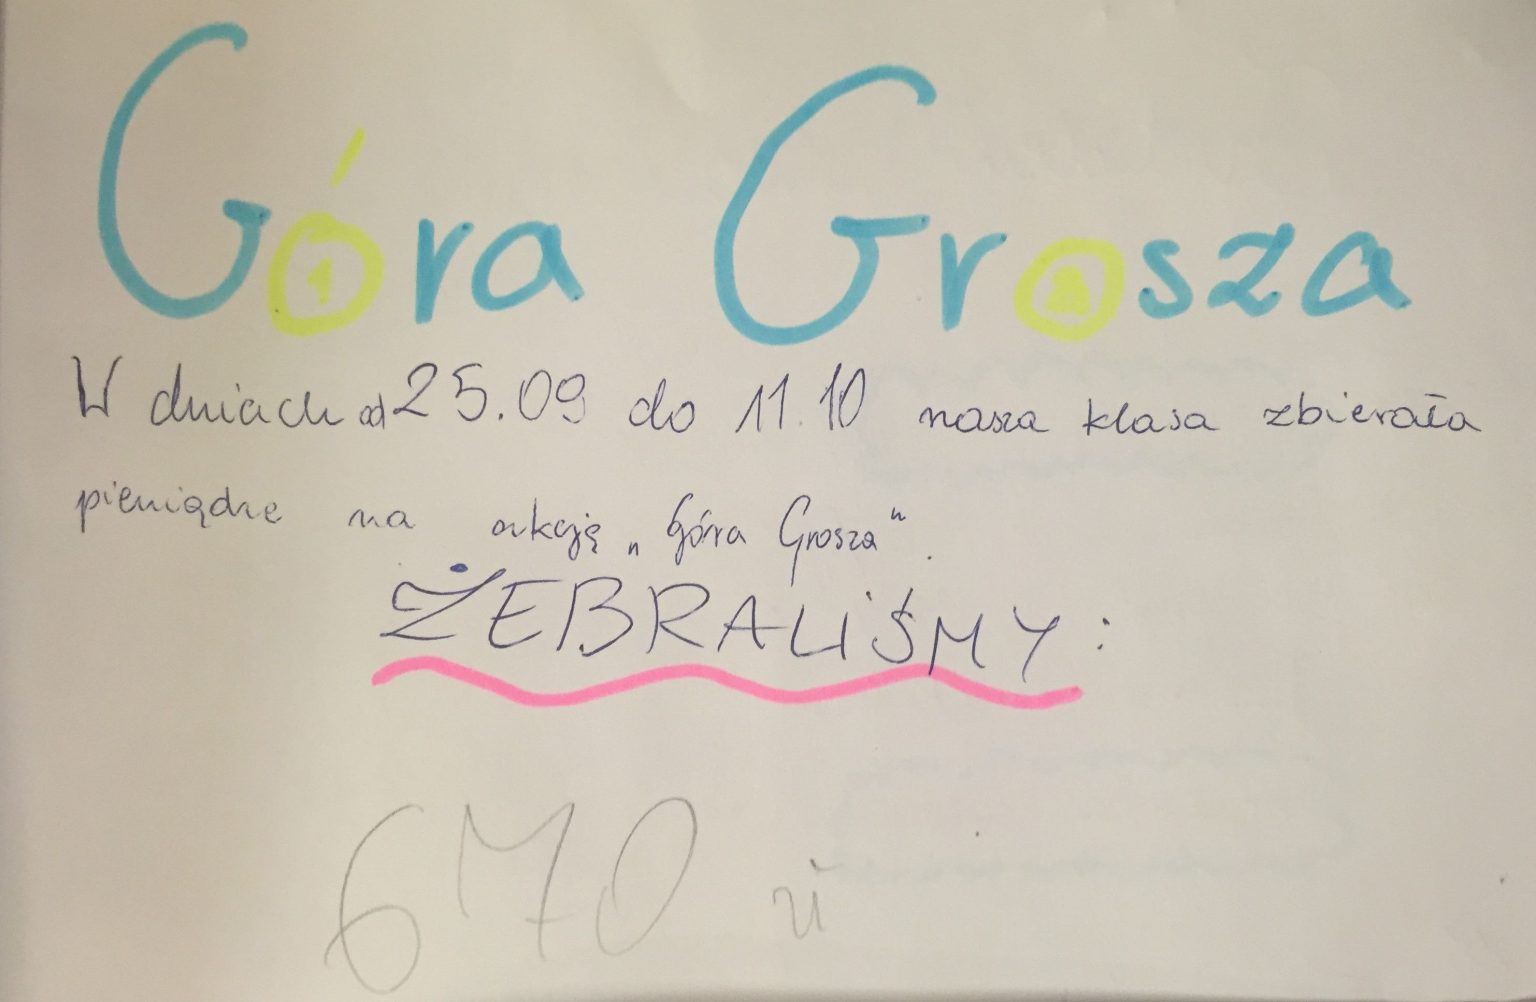 Góra Grosza
W dniach od 25.09 do 11.10 nasza klasa zbierała
pieniądze na akcję „Góra Grosza".
ŻEBRALIŚMY:
670 zł